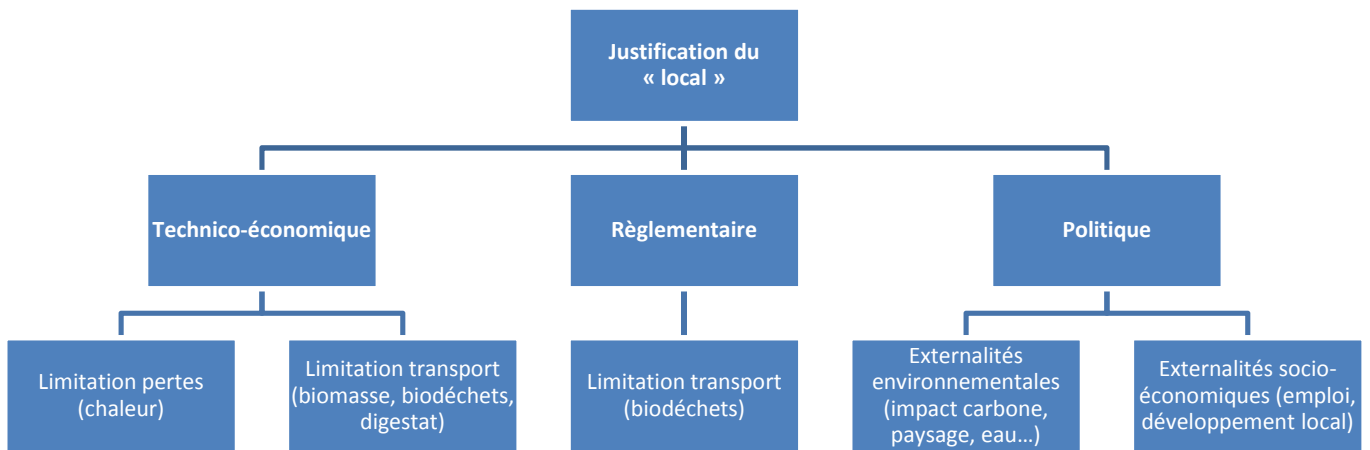 Justification du
« local »
Technico-économique
Règlementaire
Politique
Limitation pertes
(chaleur)
Limitation transport
(biomasse, biodéchets,
digestat)
Limitation transport
(biodéchets)
Externalités
environnementales
(impact carbone,
paysage, eau…)
Externalités socio-
économiques (emploi,
développement local)